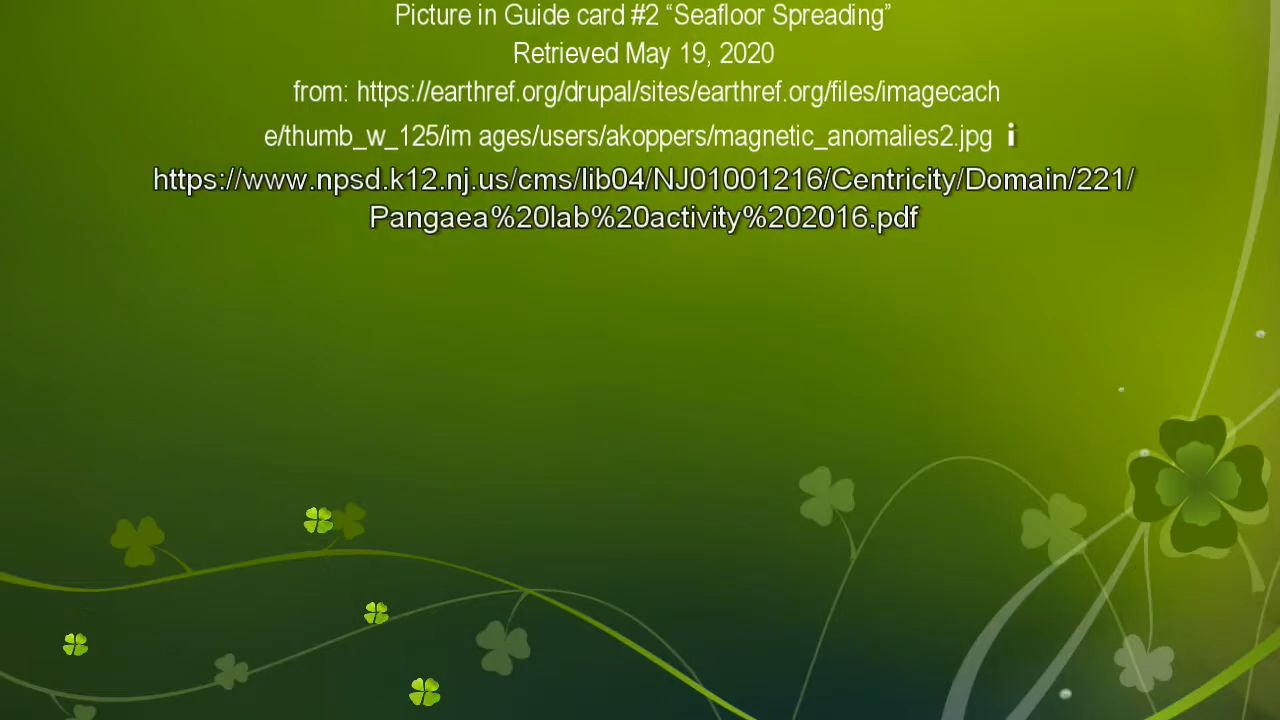 Picture in Guide card #2 “Seafloor Spreading”
Retrieved May 19, 2020
from: https://earthref.org/drupal/sites/earthref.org/files/imagecach
e/thumb_w_125/im ages/users/akoppers/magnetic_anomalies2.jpg i
https://www.npsd.k12.nj.us/cms/lib04/NJ01001216/Centricity/Domain/221/
Pangaea%20lab%20activity%202016.pdf